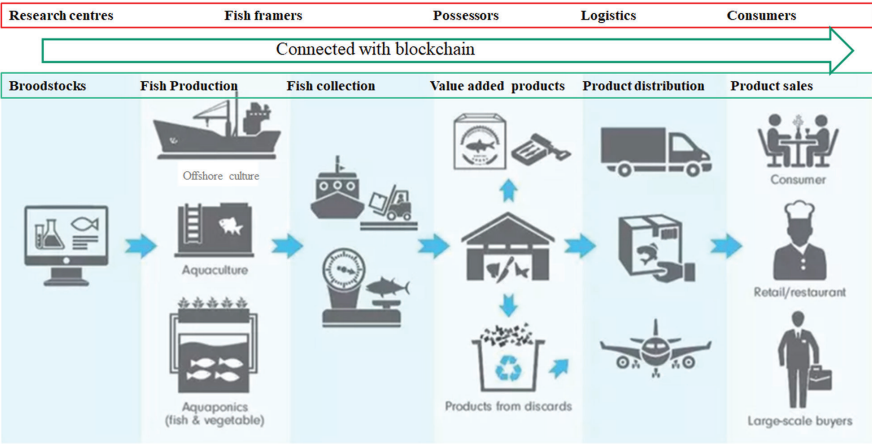 Research centres Fish framers Possessors Logistics Consumers
Connected with blockchain
Broodstocks Fish Production Fish collection Value added products Product distribution Product sales
Offshore culture
Consumer
Aquaculture
Retail/restaurant
Aquaponics
(fish & vegetable)
Products from discards
Large-scale buyers